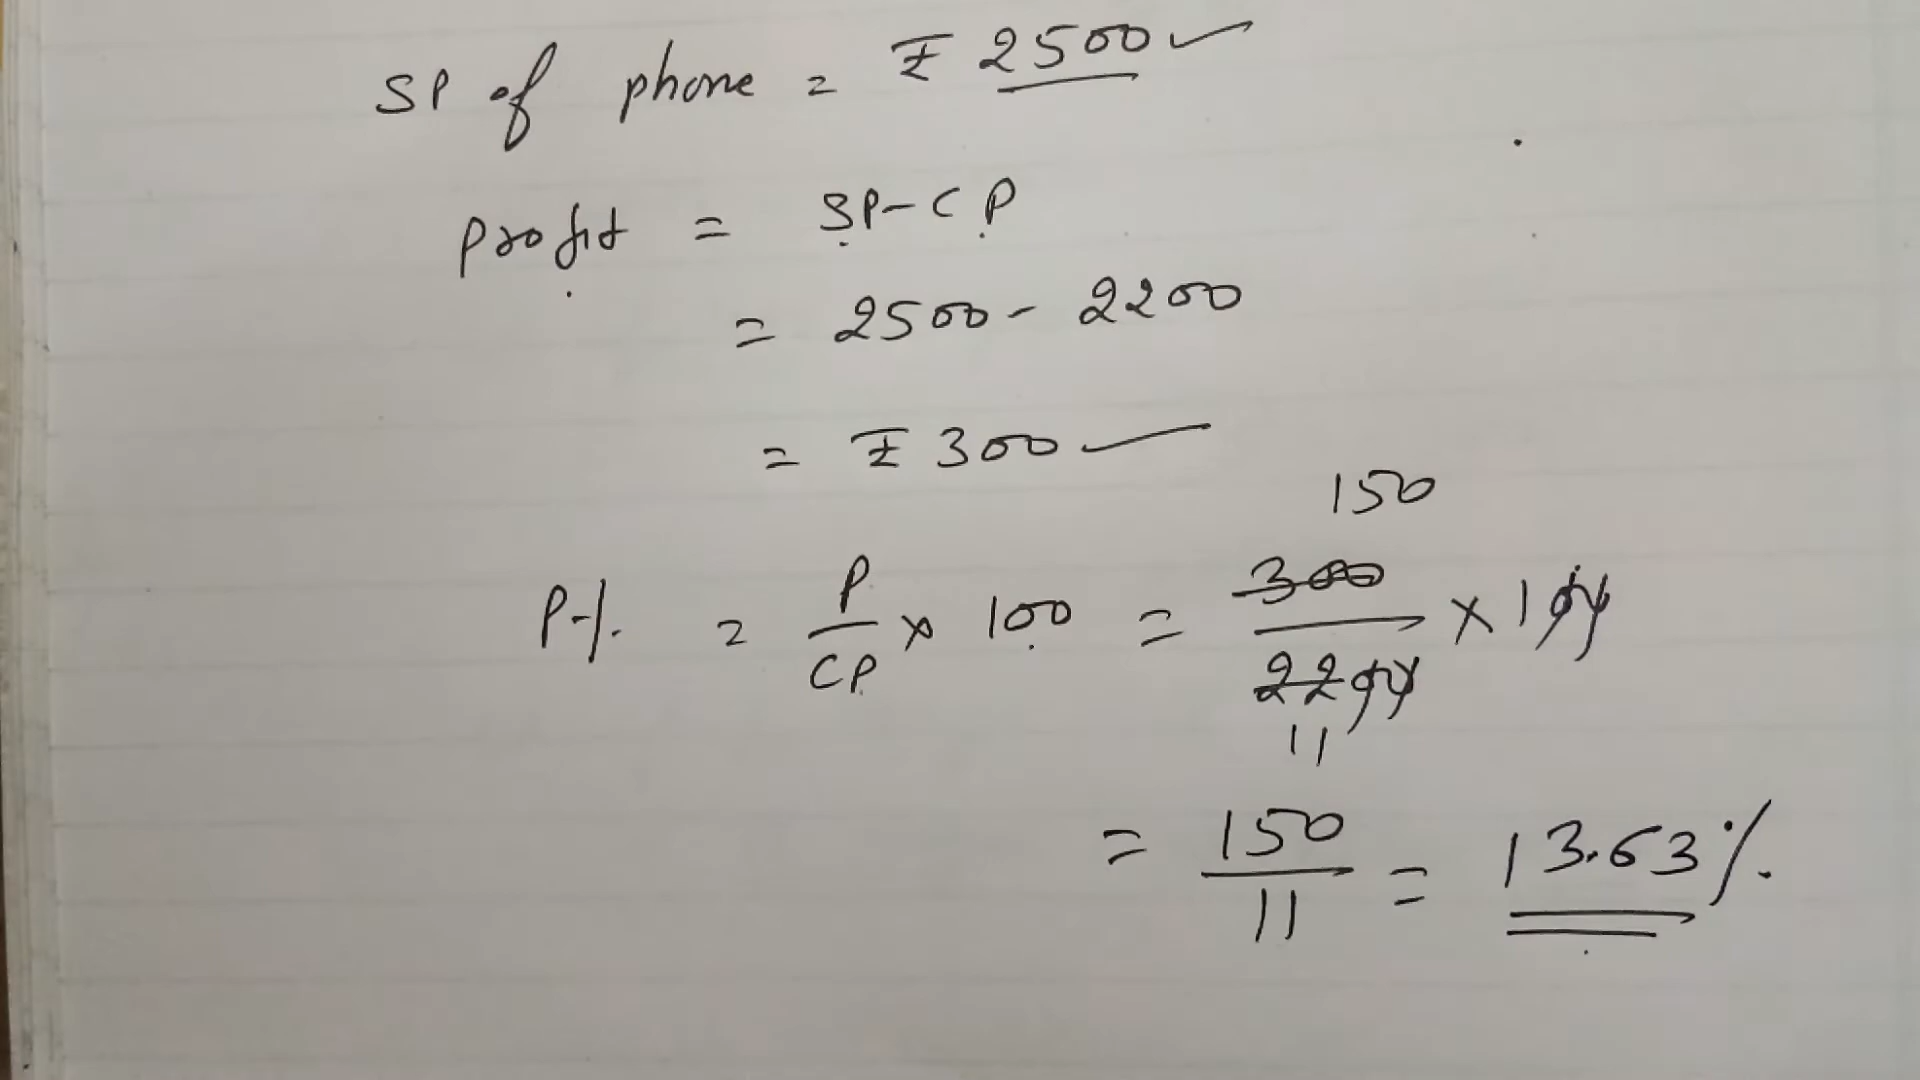 SP of phone = ₹ 2500
Profit = SP-CP
= 2500 - 2200
= ₹ 300
150
P% = P/CP × 100 = 300/2200 × 100
11
= 150/11 = 13.63%